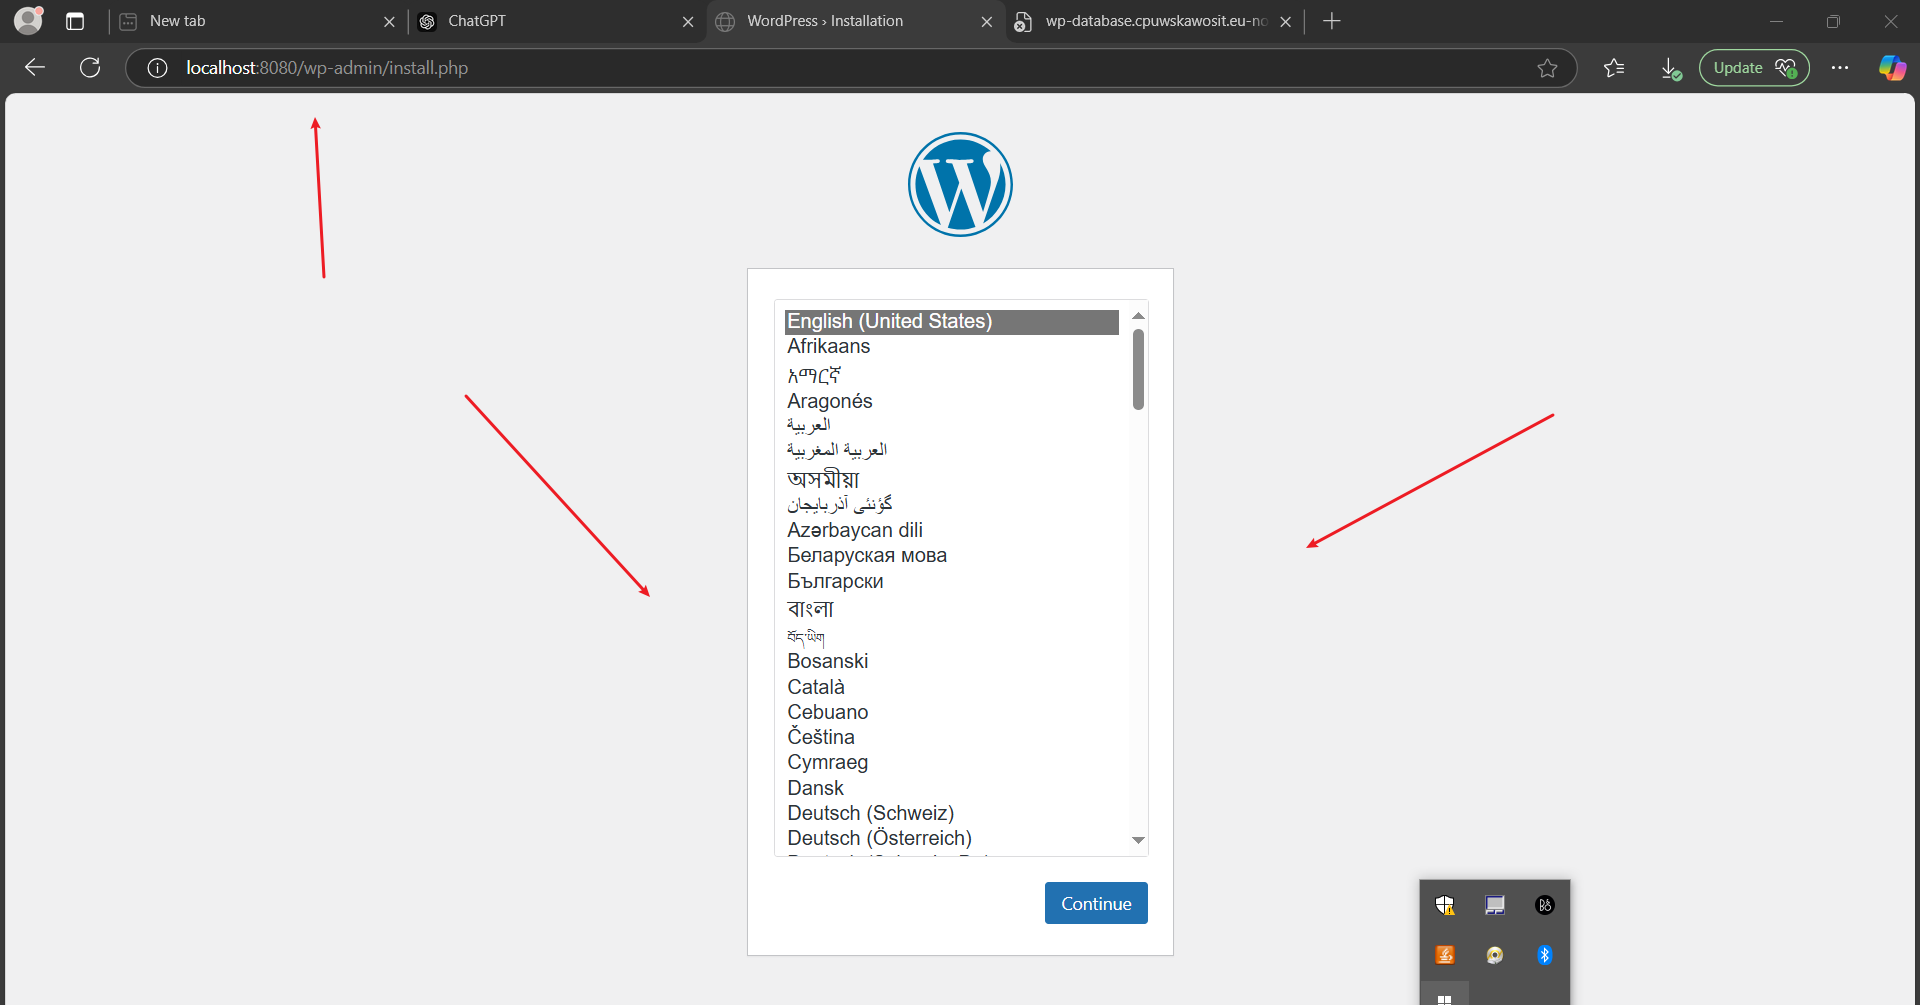 New tab
ChatGPT
WordPress › Installation
wp-database.cpuwskawosit.eu-no
localhost:8080/wp-admin/install.php
Update
English (United States)
Afrikaans
አማርኛ
Aragonés
العربية
العربية المغربية
অসমীয়া
گؤنئی آذربایجان
Azərbaycan dili
Беларуская мова
Български
বাংলা
བོད་ཡིག
Bosanski
Català
Cebuano
Čeština
Cymraeg
Dansk
Deutsch (Schweiz)
Deutsch (Österreich)
Continue